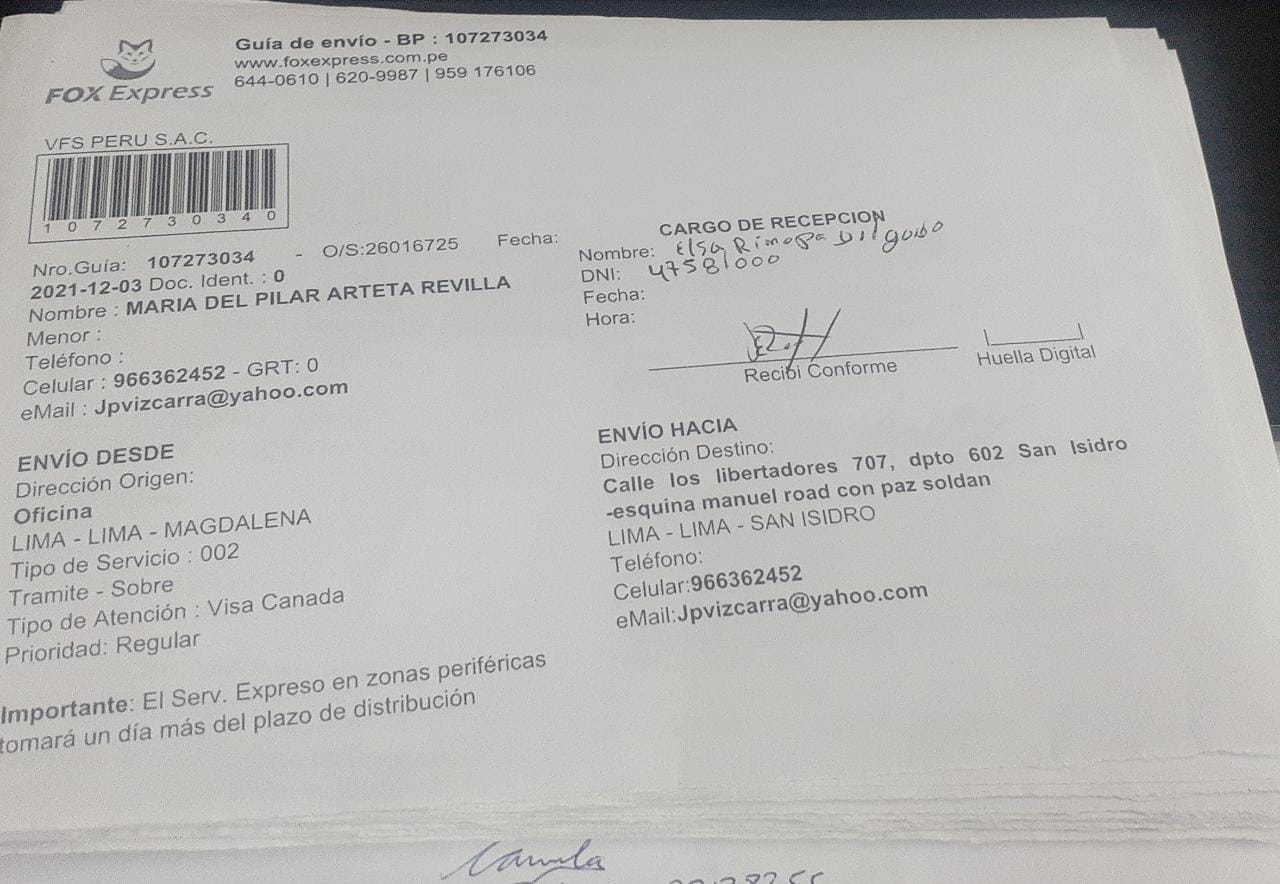 FOX Express
Guía de envío - BP : 107273034
www.foxexpress.com.pe
644-0610 | 620-9987 | 959 176106
VFS PERU S.A.C.
1 0 7 2 7 3 0 3 4 0
Nro.Guía: 107273034 - O/S:26016725 Fecha:
2021-12-03 Doc. Ident. : 0
Nombre : MARIA DEL PILAR ARTETA REVILLA
Menor :
Teléfono :
Celular : 966362452 - GRT: 0
eMail : Jpvizcarra@yahoo.com
CARGO DE RECEPCION
Nombre: Elsa
DNI: 47581000
Fecha:
Hora:
Recibi Conforme
Huella Digital
ENVÍO DESDE
Dirección Origen:
Oficina
LIMA - LIMA - MAGDALENA
Tipo de Servicio : 002
Tramite - Sobre
Tipo de Atención : Visa Canada
Prioridad: Regular
ENVÍO HACIA
Dirección Destino:
Calle los libertadores 707, dpto 602 San Isidro
-esquina manuel road con paz soldan
LIMA - LIMA - SAN ISIDRO
Teléfono:
Celular:966362452
eMail:Jpvizcarra@yahoo.com
Importante: El Serv. Expreso en zonas periféricas
tomará un día más del plazo de distribución